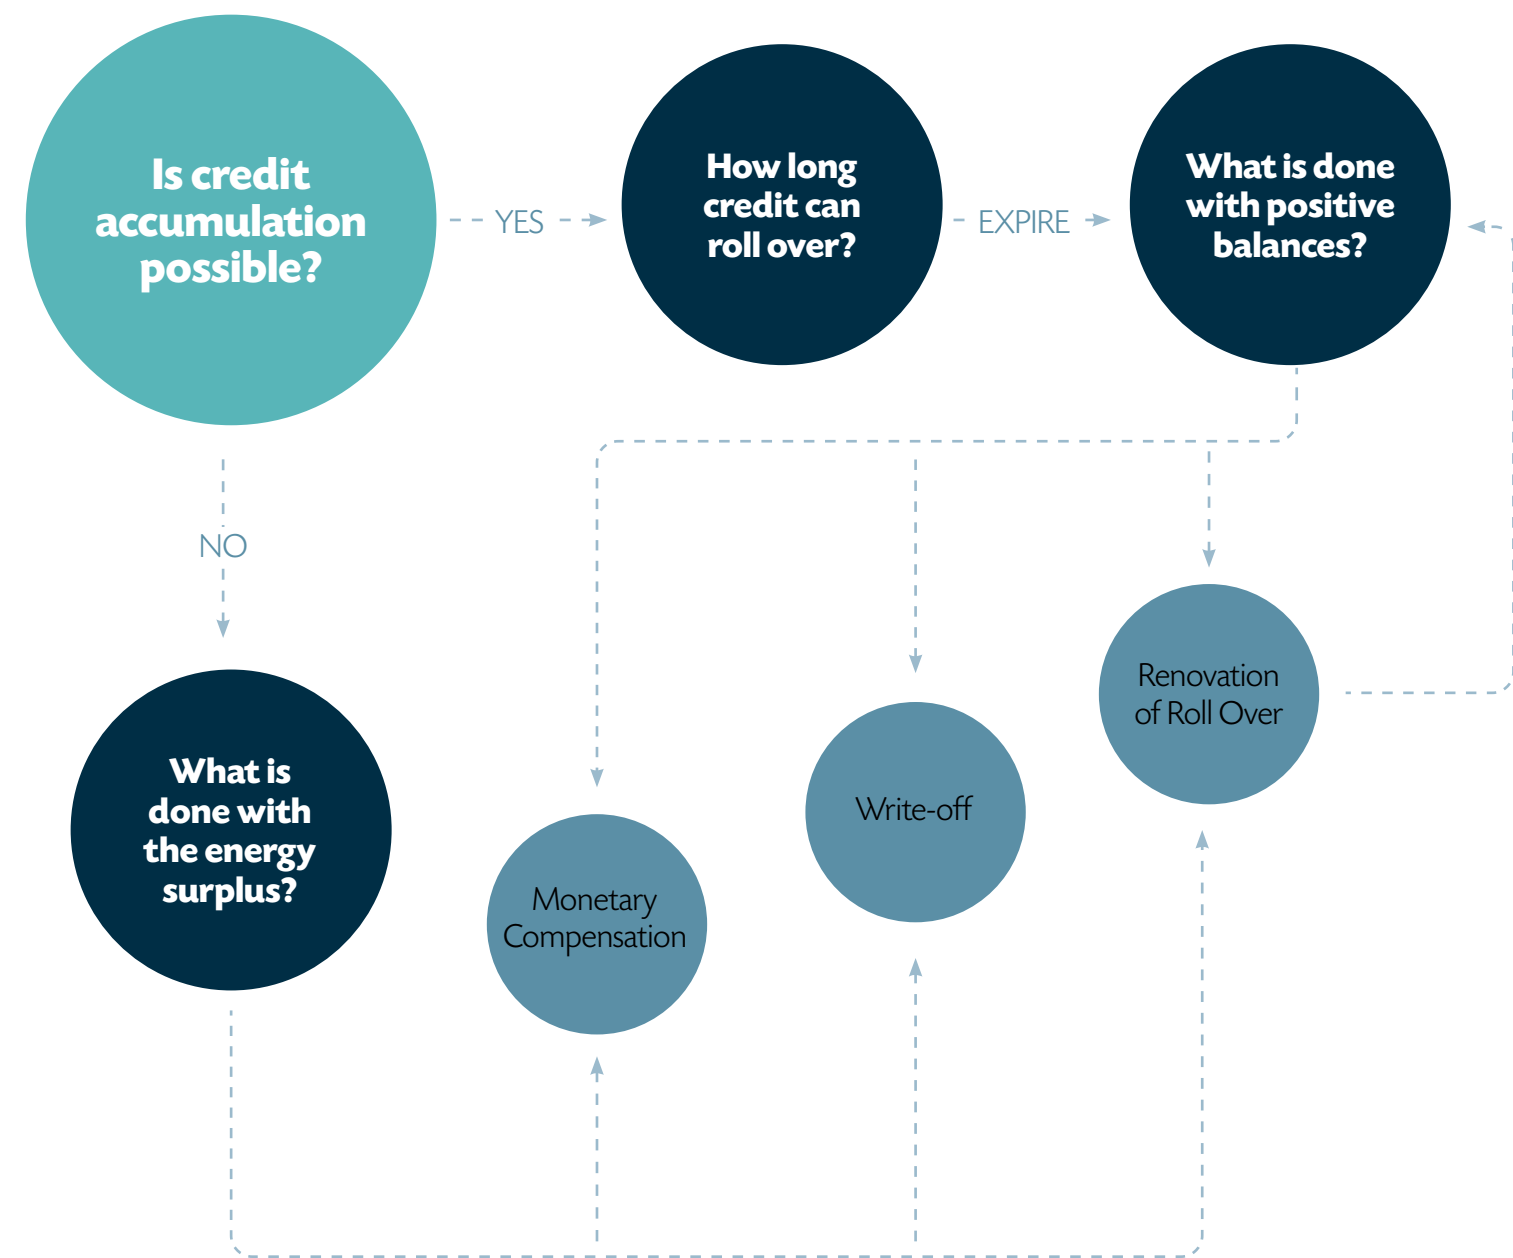 Is credit
accumulation
possible?
YES
How long
credit can
roll over?
EXPIRE
What is done
with positive
balances?
NO
What is
done with
the energy
surplus?
Monetary
Compensation
Write-off
Renovation
of Roll Over